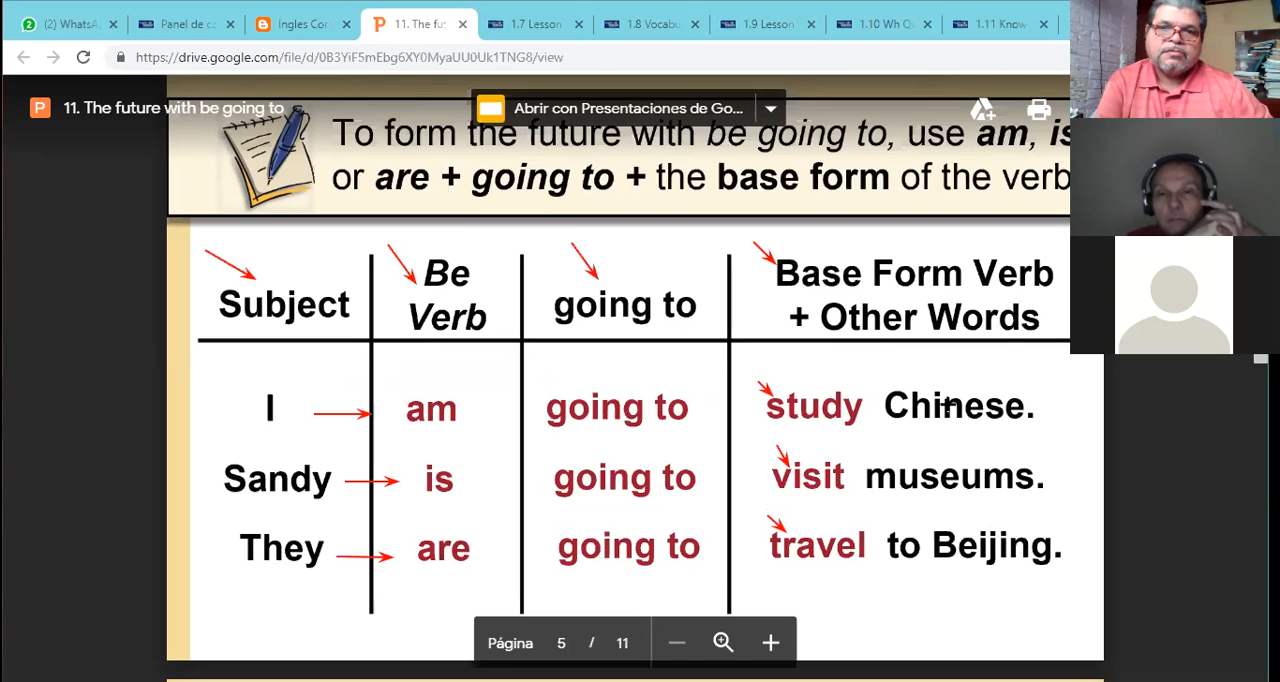 (2) WhatsA
Panel de co
Ingles Cor
11. The fu
1.7 Lesson
1.8 Vocabu
1.9 Lesson
1.10 Wh Q
1.11 Know
https://drive.google.com/file/d/0B3YiF5mEbg6XY0MyaUU0Uk1TNG8/view
11. The future with be going to
Abrir con Presentaciones de Go...
To form the future with be going to, use am, is
or are + going to + the base form of the verb
Subject Be Verb going to Base Form Verb + Other Words
I am going to study Chinese.
Sandy is going to visit museums.
They are going to travel to Beijing.
Página 5 / 11